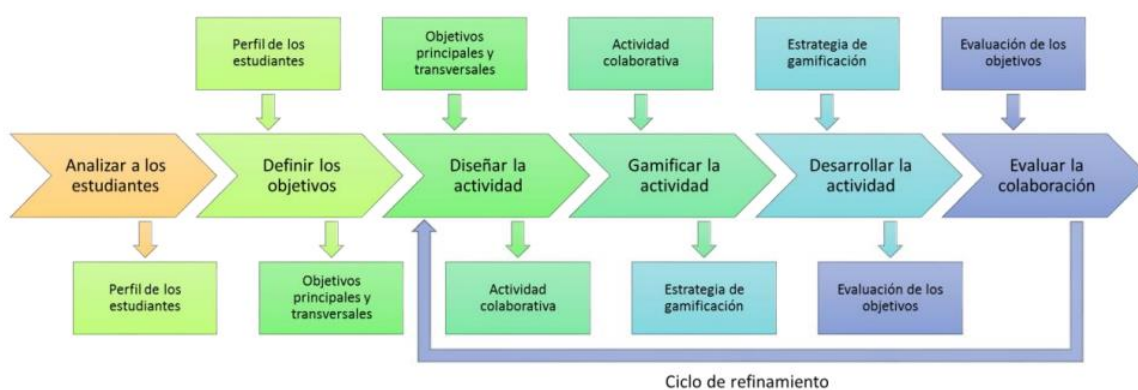 Perfil de los
estudiantes
Objetivos
principales y
transversales
Actividad
colaborativa
Estrategia de
gamificación
Evaluación de los
objetivos
Analizar a los
estudiantes
Definir los
objetivos
Diseñar la
actividad
Gamificar la
actividad
Desarrollar la
actividad
Evaluar la
colaboración
Perfil de los
estudiantes
Objetivos
principales y
transversales
Actividad
colaborativa
Estrategia de
gamificación
Evaluación de los
objetivos
Ciclo de refinamiento